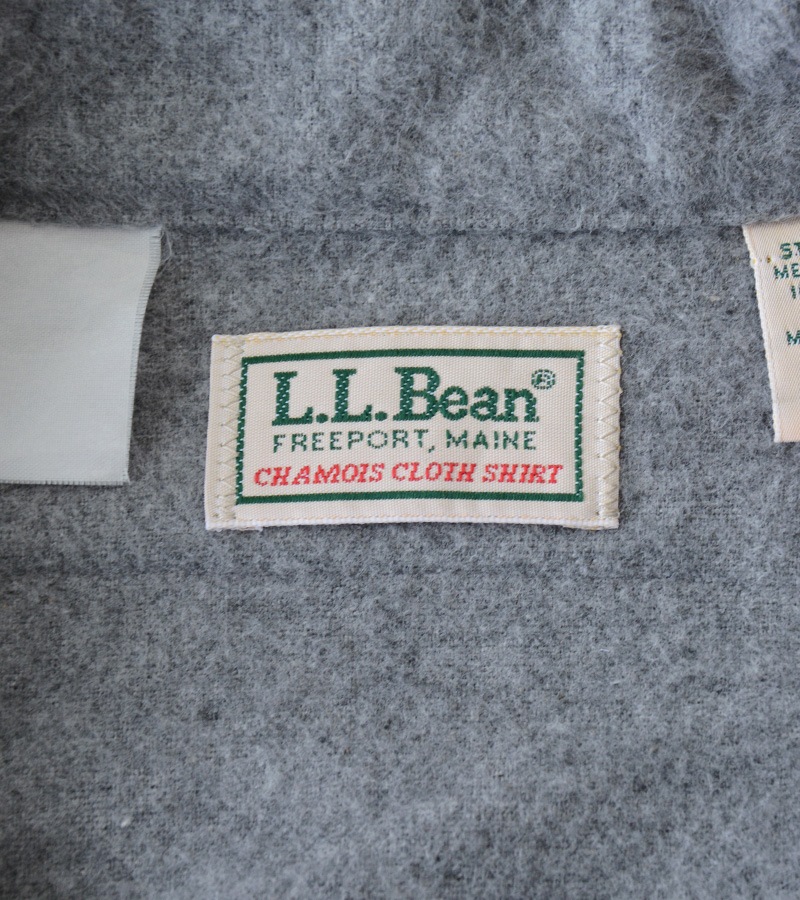 L.L.Bean®
FREEPORT, MAINE
CHAMOIS CLOTH SHIRT